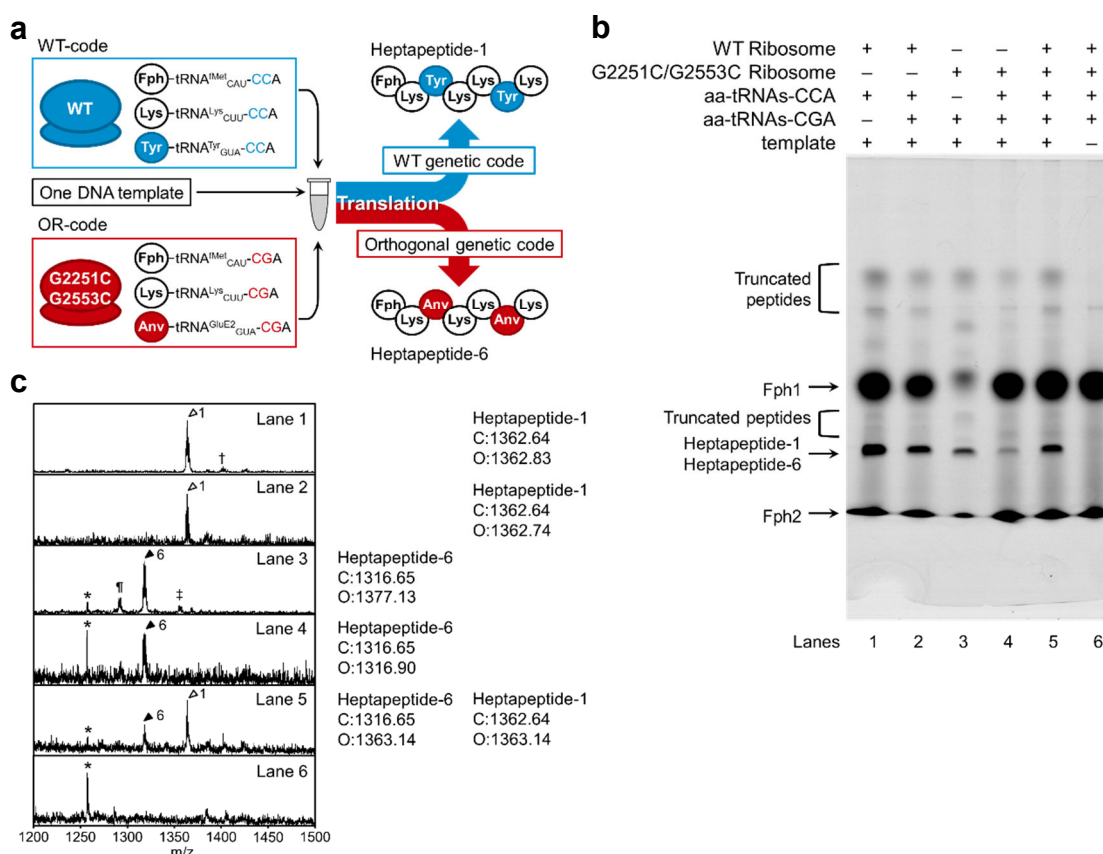 a
WT-code
WT
Fph -tRNAfMetCAU-CCA
Lys -tRNALysCUU-CCA
Tyr -tRNATyrGUA-CCA
One DNA template
OR-code
G2251C
G2553C
Fph -tRNAfMetCAU-CGA
Lys -tRNALysCUU-CGA
Anv -tRNAGluE2GUA-CGA
Translation
Heptapeptide-1
Fph Lys Tyr Lys Lys Tyr Lys
WT genetic code
Orthogonal genetic code
Fph Lys Anv Lys Lys Anv Lys
Heptapeptide-6
b
WT Ribosome + + – – + +
G2251C/G2553C Ribosome – – + + + +
aa-tRNAs-CCA + + – + + +
aa-tRNAs-CGA – + + + + +
template + + + + + –
Truncated
peptides
Fph1
Truncated peptides
Heptapeptide-1
Heptapeptide-6
Fph2
Lanes 1 2 3 4 5 6
c
Lane 1
1
†
Heptapeptide-1
C:1362.64
O:1362.83
Lane 2
1
Heptapeptide-1
C:1362.64
O:1362.74
Lane 3
* ¶ 6 ‡
Heptapeptide-6
C:1316.65
O:1377.13
Lane 4
* 6
Heptapeptide-6
C:1316.65
O:1316.90
Lane 5
* 6 1
Heptapeptide-6 Heptapeptide-1
C:1316.65 C:1362.64
O:1363.14 O:1363.14
Lane 6
*
1200 1300 1400 1500
m/z